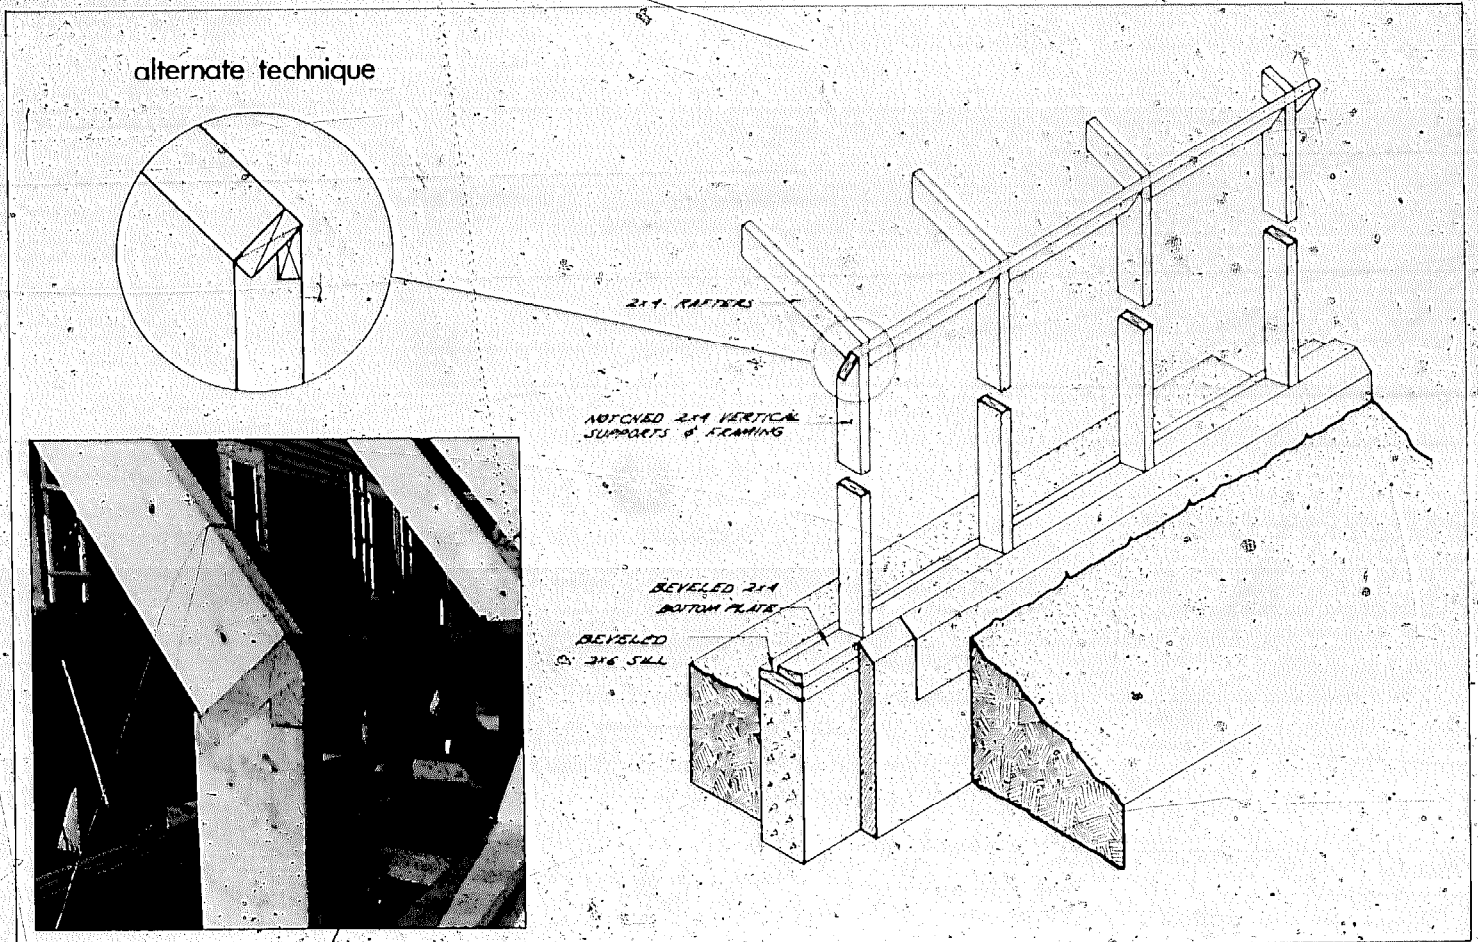 alternate technique
2x4 RAFTERS
NOTCHED 2x4 VERTICAL
SUPPORTS & FRAMING
BEVELED 2x4
BOTTOM PLATE
BEVELED
2x6 SILL